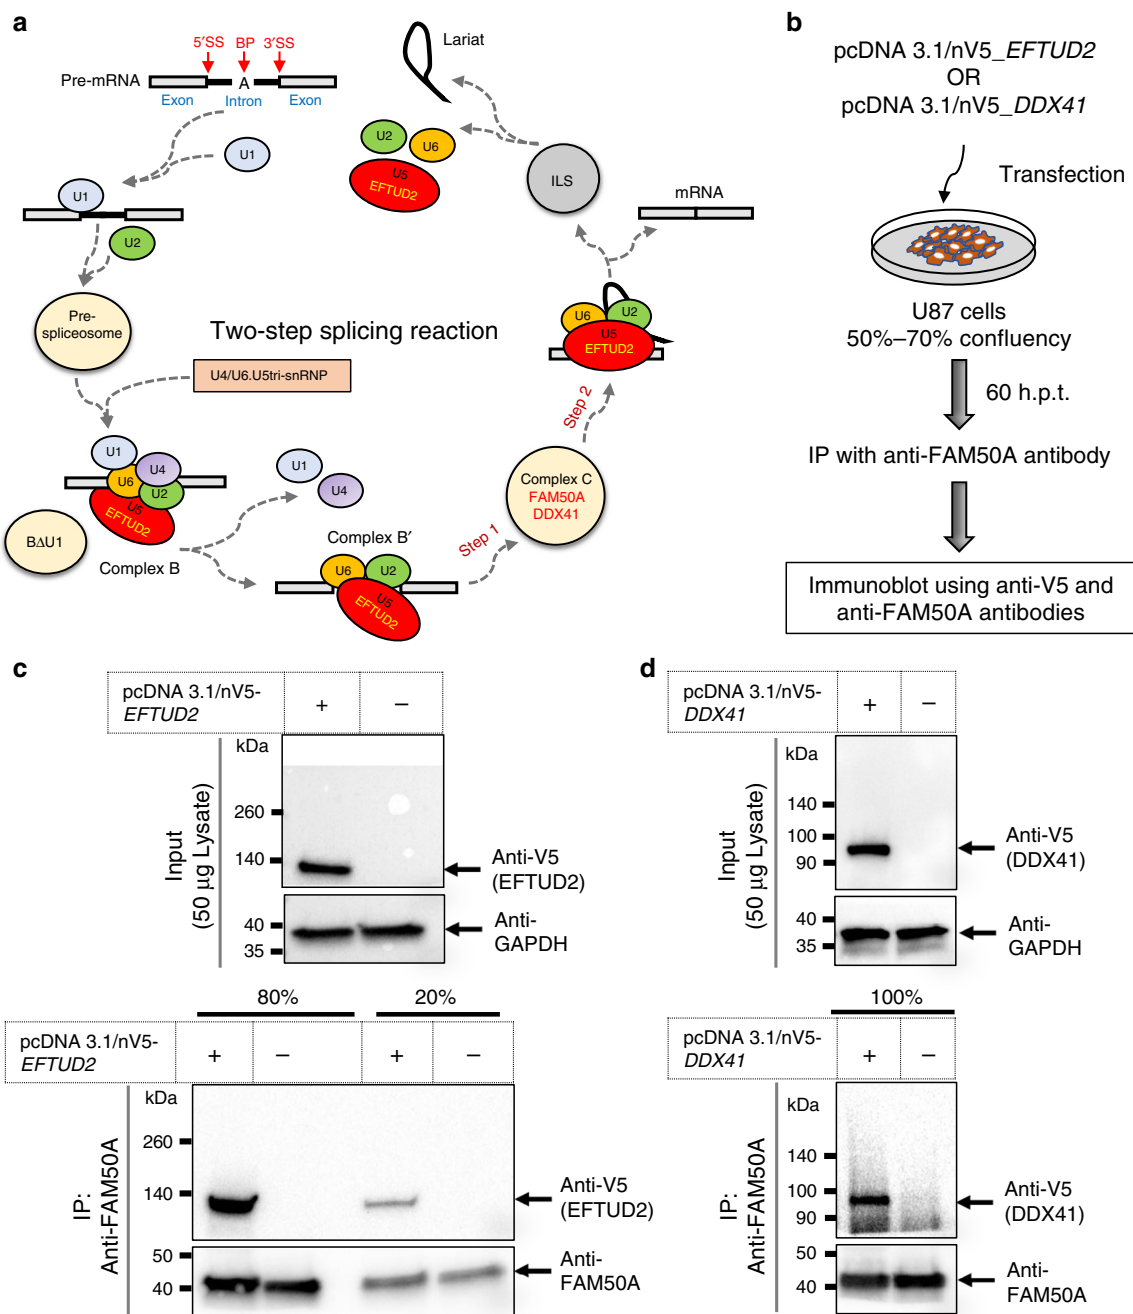 a
5′SS BP 3′SS
Pre-mRNA
A
Exon Intron Exon
U1
U1
U2
Pre-
spliceosome
Two-step splicing reaction
U4/U6.U5tri-snRNP
U1
U4
U6
U2
U5
EFTUD2
BΔU1
Complex B
U1
U4
Complex B′
U6
U2
U5
EFTUD2
Step 1
Complex C
FAM50A
DDX41
Step 2
U6
U2
U5
EFTUD2
mRNA
ILS
Lariat
U2
U6
U5
EFTUD2
b
pcDNA 3.1/nV5_EFTUD2
OR
pcDNA 3.1/nV5_DDX41
Transfection
U87 cells
50%–70% confluency
60 h.p.t.
IP with anti-FAM50A antibody
Immunoblot using anti-V5 and
anti-FAM50A antibodies
c
pcDNA 3.1/nV5-
EFTUD2
+ −
Input
(50 µg Lysate)
kDa
260
140
Anti-V5
(EFTUD2)
40
35
Anti-
GAPDH
80% 20%
pcDNA 3.1/nV5-
EFTUD2
+ − + −
IP:
Anti-FAM50A
kDa
260
140
Anti-V5
(EFTUD2)
50
40
Anti-
FAM50A
d
pcDNA 3.1/nV5-
DDX41
+ −
Input
(50 µg Lysate)
kDa
140
100
90
Anti-V5
(DDX41)
40
35
Anti-
GAPDH
100%
pcDNA 3.1/nV5-
DDX41
+ −
IP:
Anti-FAM50A
kDa
140
100
90
Anti-V5
(DDX41)
50
40
Anti-
FAM50A